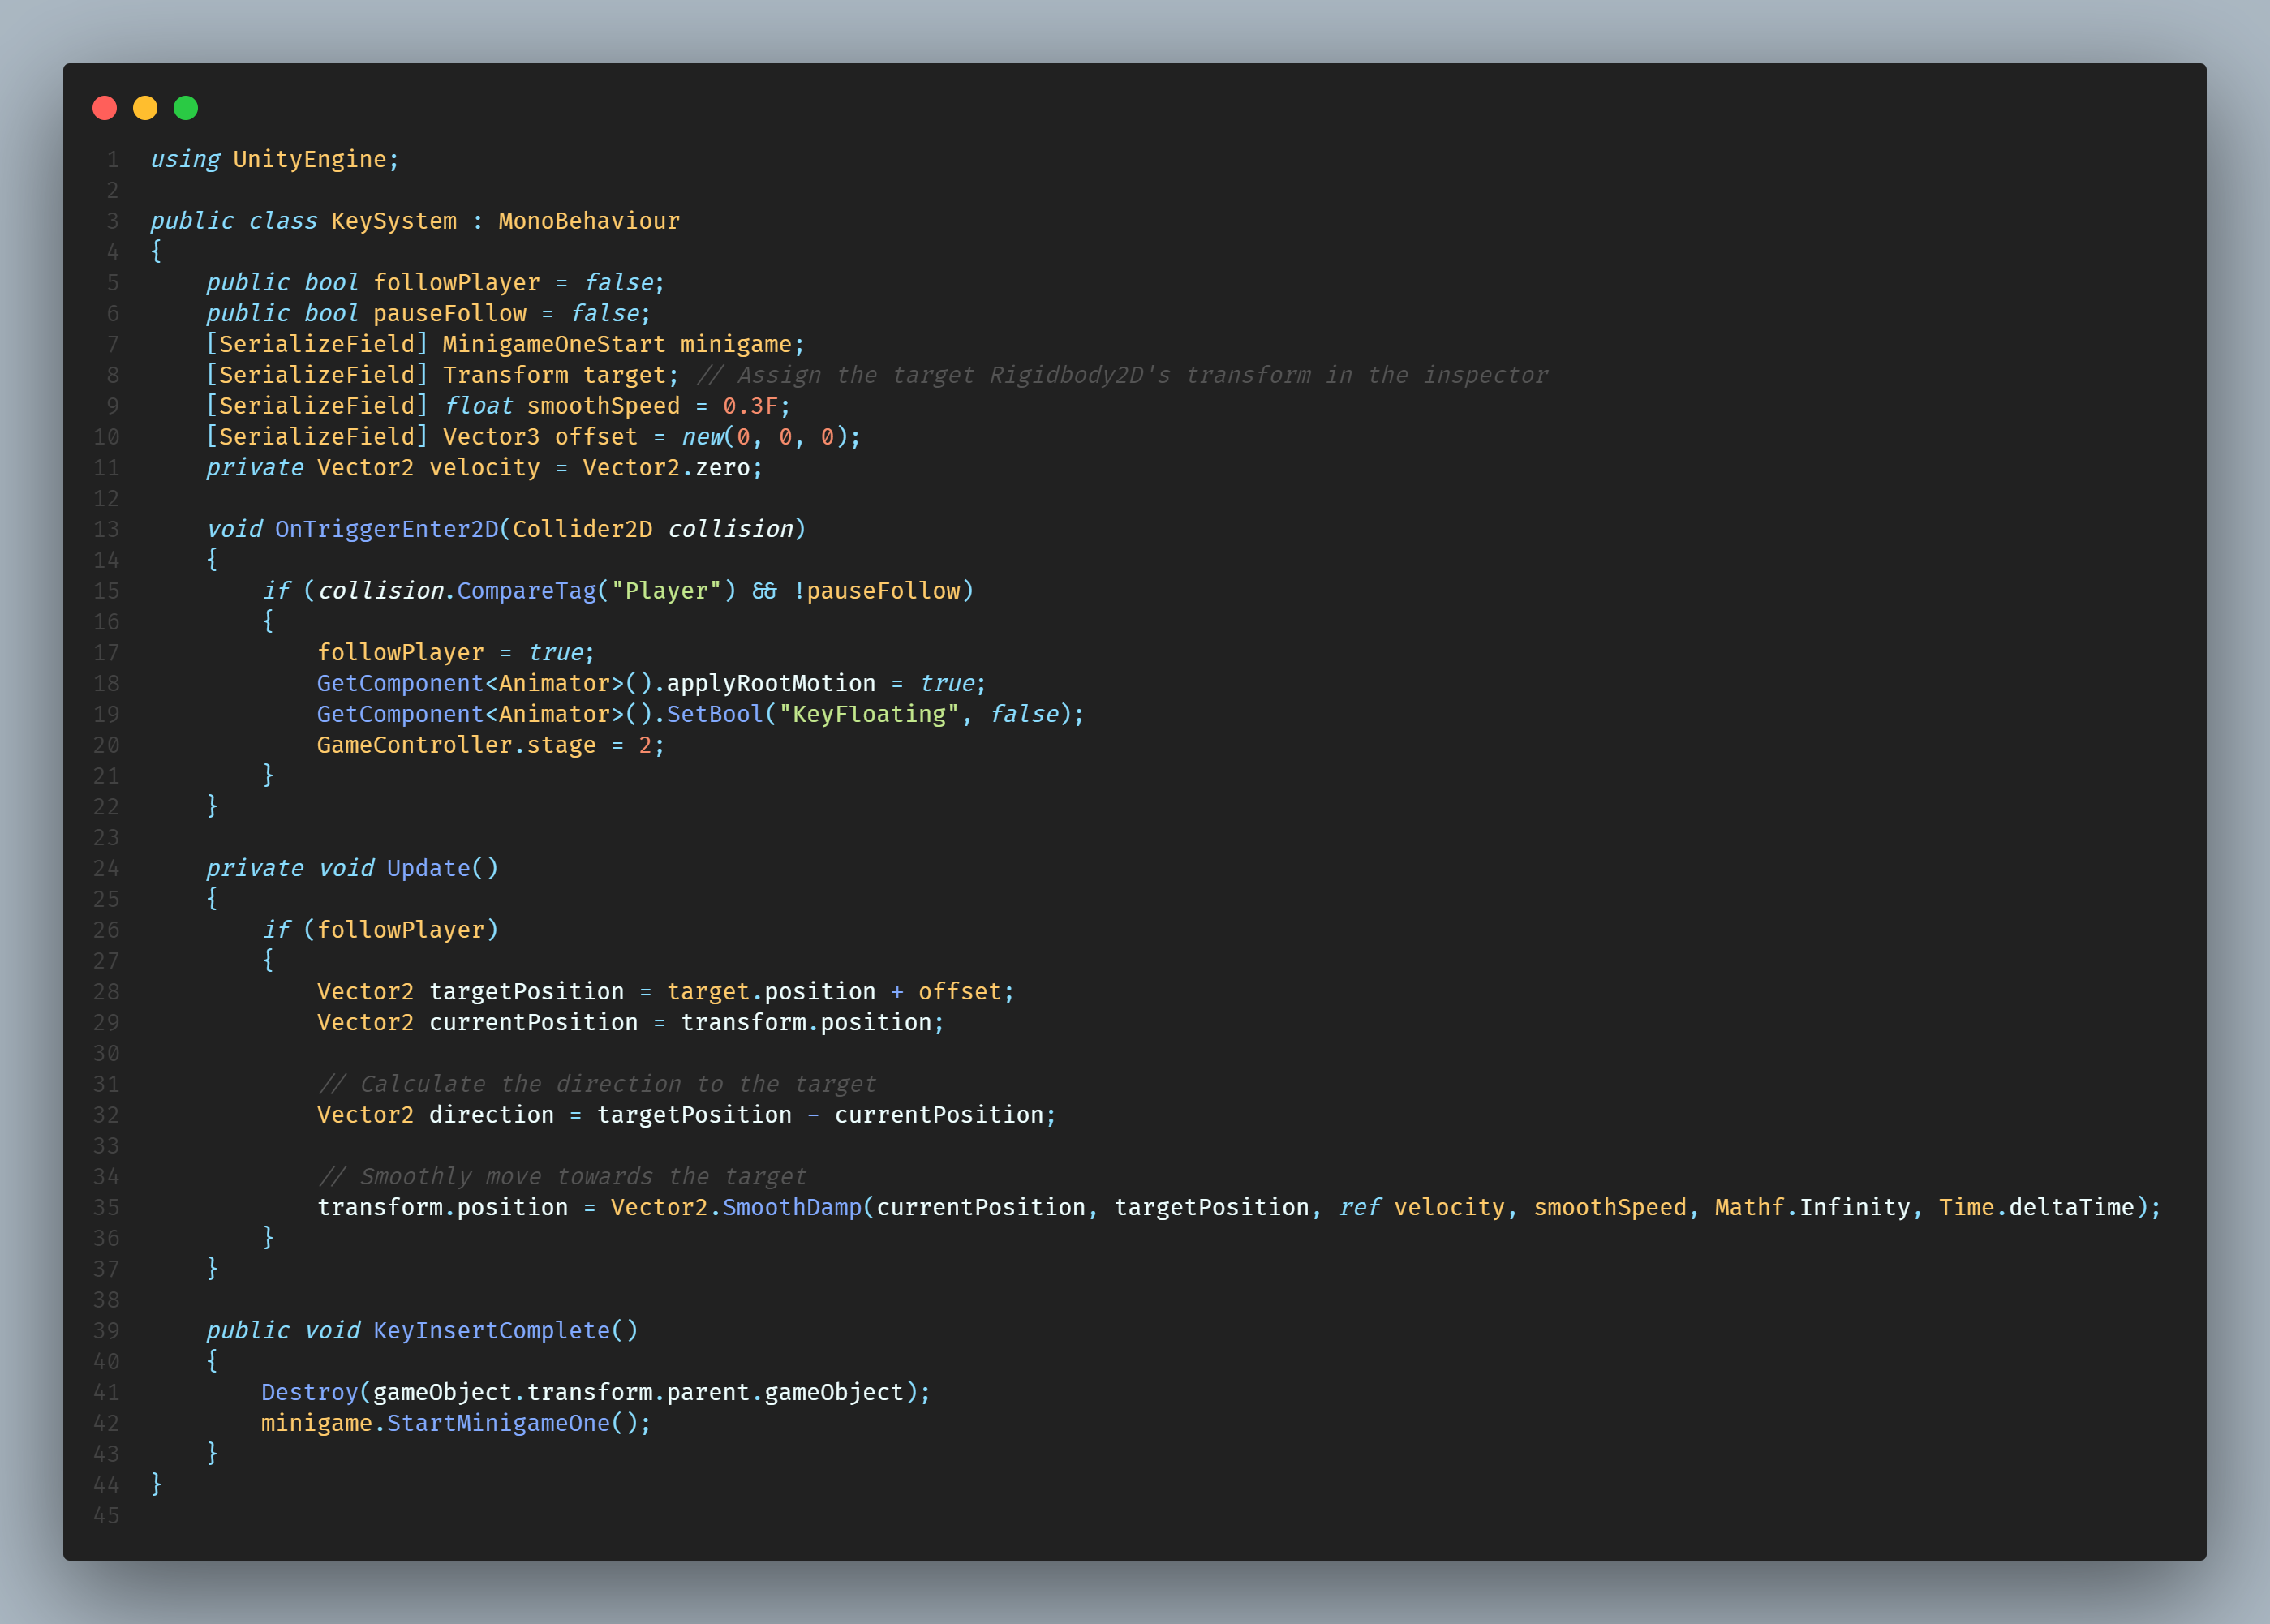 1 using UnityEngine;
2
3 public class KeySystem : MonoBehaviour
4 {
5     public bool followPlayer = false;
6     public bool pauseFollow = false;
7     [SerializeField] MinigameOneStart minigame;
8     [SerializeField] Transform target; // Assign the target Rigidbody2D's transform in the inspector
9     [SerializeField] float smoothSpeed = 0.3F;
10     [SerializeField] Vector3 offset = new(0, 0, 0);
11     private Vector2 velocity = Vector2.zero;
12
13     void OnTriggerEnter2D(Collider2D collision)
14     {
15         if (collision.CompareTag("Player") && !pauseFollow)
16         {
17             followPlayer = true;
18             GetComponent<Animator>().applyRootMotion = true;
19             GetComponent<Animator>().SetBool("KeyFloating", false);
20             GameController.stage = 2;
21         }
22     }
23
24     private void Update()
25     {
26         if (followPlayer)
27         {
28             Vector2 targetPosition = target.position + offset;
29             Vector2 currentPosition = transform.position;
30
31             // Calculate the direction to the target
32             Vector2 direction = targetPosition - currentPosition;
33
34             // Smoothly move towards the target
35             transform.position = Vector2.SmoothDamp(currentPosition, targetPosition, ref velocity, smoothSpeed, Mathf.Infinity, Time.deltaTime);
36         }
37     }
38
39     public void KeyInsertComplete()
40     {
41         Destroy(gameObject.transform.parent.gameObject);
42         minigame.StartMinigameOne();
43     }
44 }
45